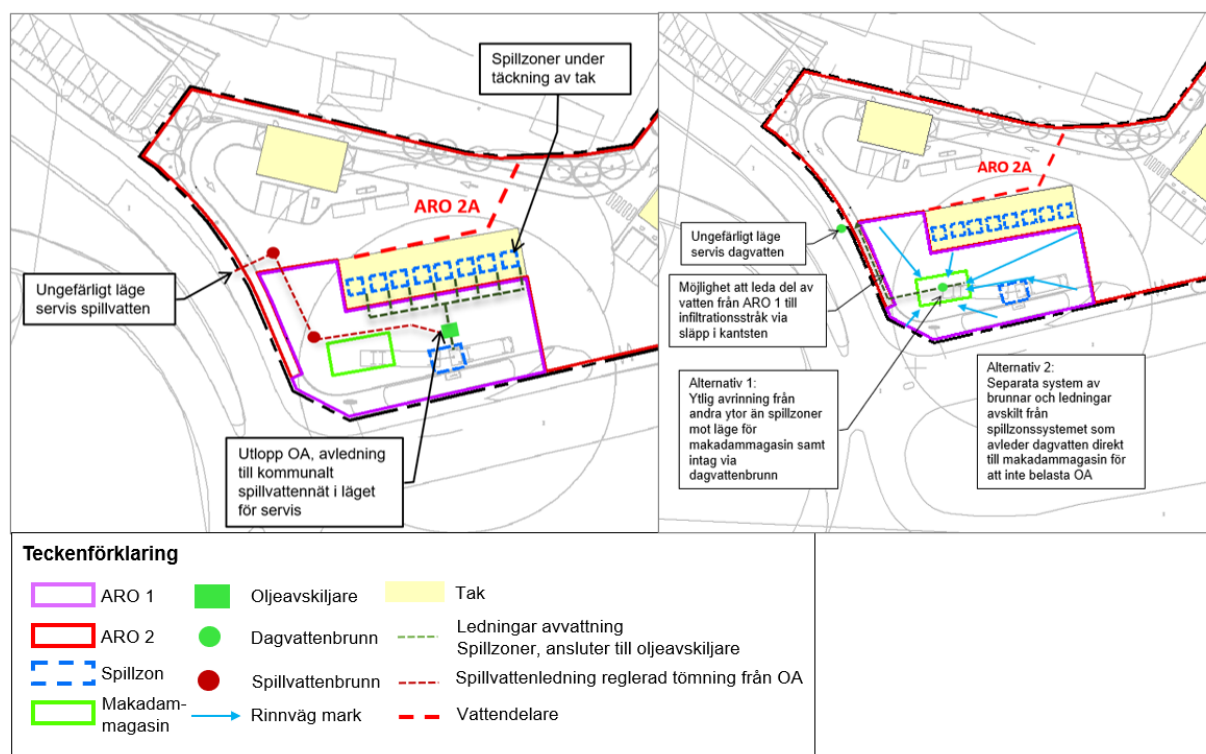 Spillzoner under
täckning av tak
ARO 2A
Ungefärligt läge
servis spillvatten
Utlopp OA, avledning
till kommunalt
spillvattennät i läget
för servis
ARO 2A
Ungefärligt läge
servis dagvatten
Möjlighet att leda del av
vatten från ARO 1 till
infiltrationsstråk via
släpp i kantsten
Alternativ 1:
Ytlig avrinning från
andra ytor än spillzoner
mot läge för
makadammagasin samt
intag via
dagvattenbrunn
Alternativ 2:
Separata system av
brunnar och ledningar
avskilt från
spillzonssystemet som
avleder dagvatten direkt
till makadammagasin för
att inte belasta OA
Teckenförklaring
ARO 1
Oljeavskiljare
Tak
ARO 2
Dagvattenbrunn
Ledningar avvattning
Spillzoner, ansluter till oljeavskiljare
Spillzon
Spillvattenbrunn
Spillvattenledning reglerad tömning från OA
Makadam-
magasin
Rinnväg mark
Vattendelare